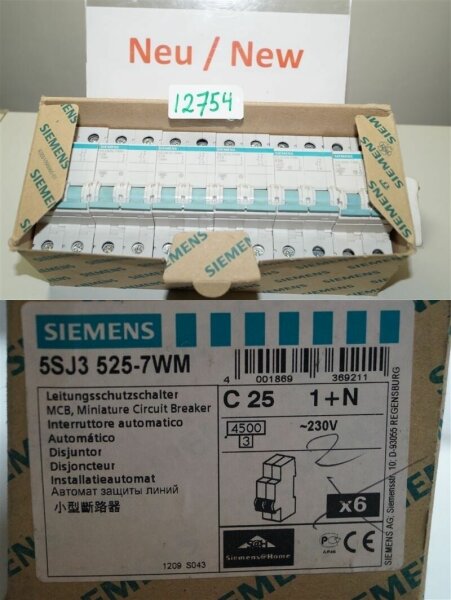 Neu / New
12754
SIEMENS
SIEMENS
SIEMENS
SIEMENS
SIEMENS
5SJ3 525-7WM
4 001869 369211
Leitungsschutzschalter
MCB, Miniature Circuit Breaker
Interruttore automatico
Automático
Disjuntor
Disjoncteur
Installatieautomat
Автомат защиты линий
小型斷路器
C 25 1+N
4500 ~230V
3
x6
Siemens@Home
CE
1209 S043
SIEMENS AG, Siemensstr. 10; D-93055 REGENSBURG